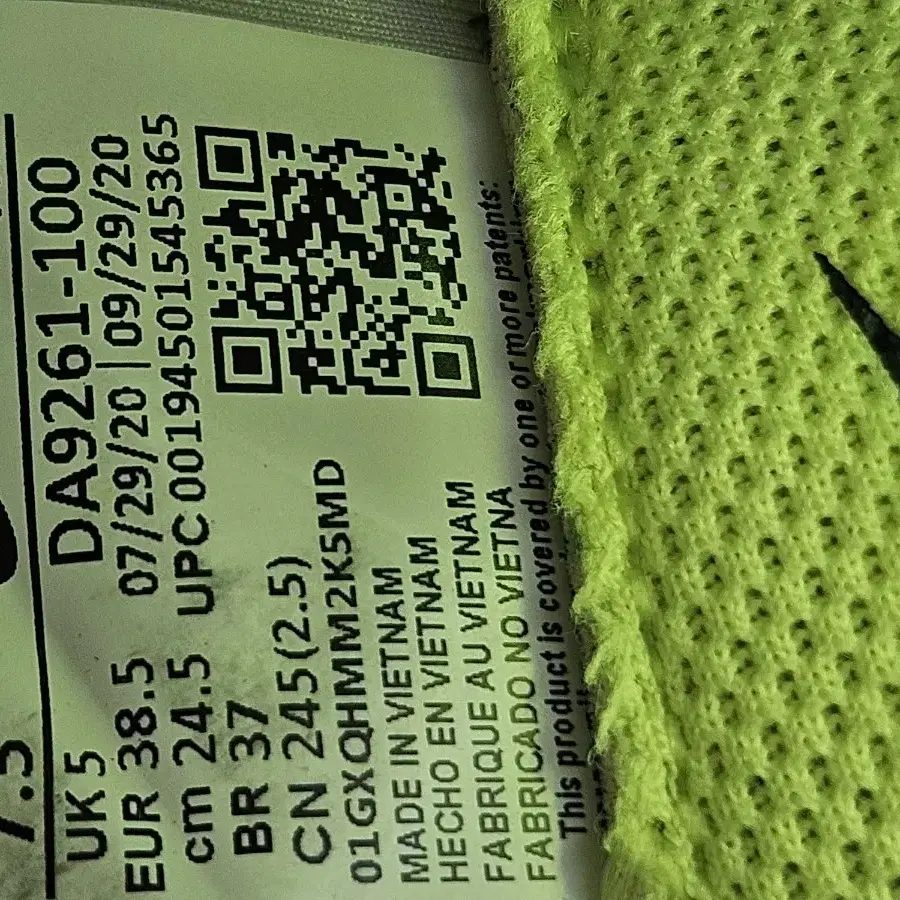 7.5
UK 5
DA9261-100
EUR 38.5
07/29/20 | 09/29/20
cm 24.5
UPC 00194501545365
BR 37
CN 245(2.5)
01GXQHMM2K5MD
MADE IN VIETNAM
HECHO EN VIETNAM
FABRIQUE AU VIETNAM
FABRICADO NO VIETNA
This product is covered by one or more patents: